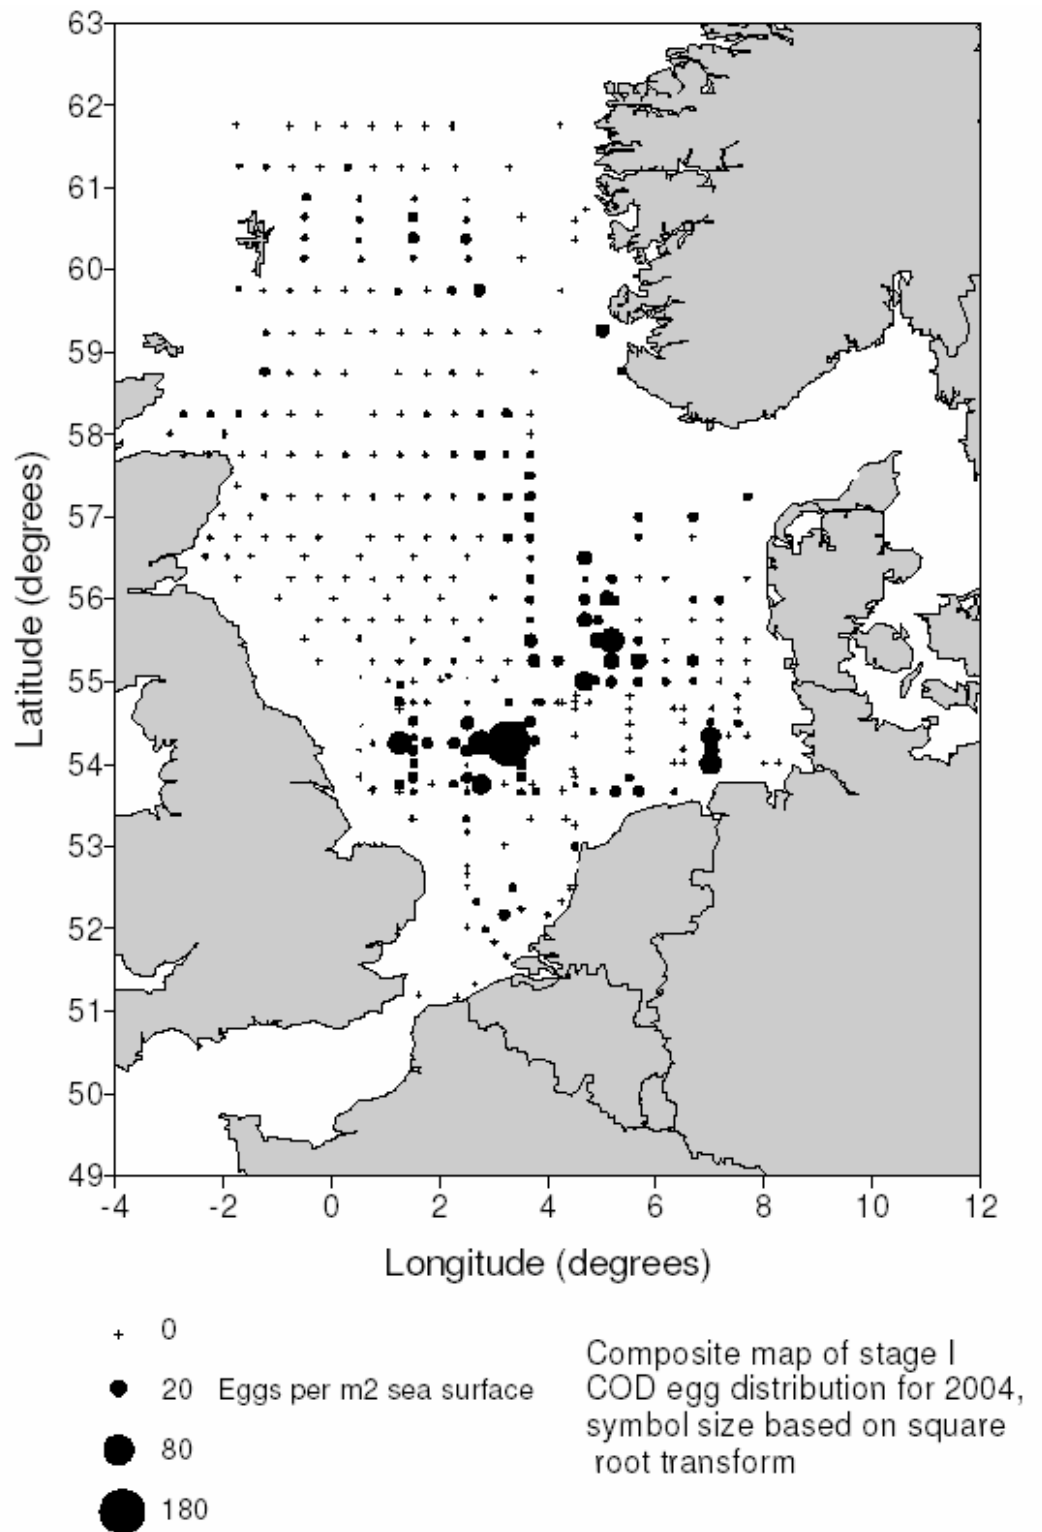 63
62
61
60
59
58
57
56
55
54
53
52
51
50
49
Latitude (degrees)
-4 -2 0 2 4 6 8 10 12
Longitude (degrees)
0
20 Eggs per m2 sea surface
80
180
Composite map of stage I
COD egg distribution for 2004,
symbol size based on square
root transform